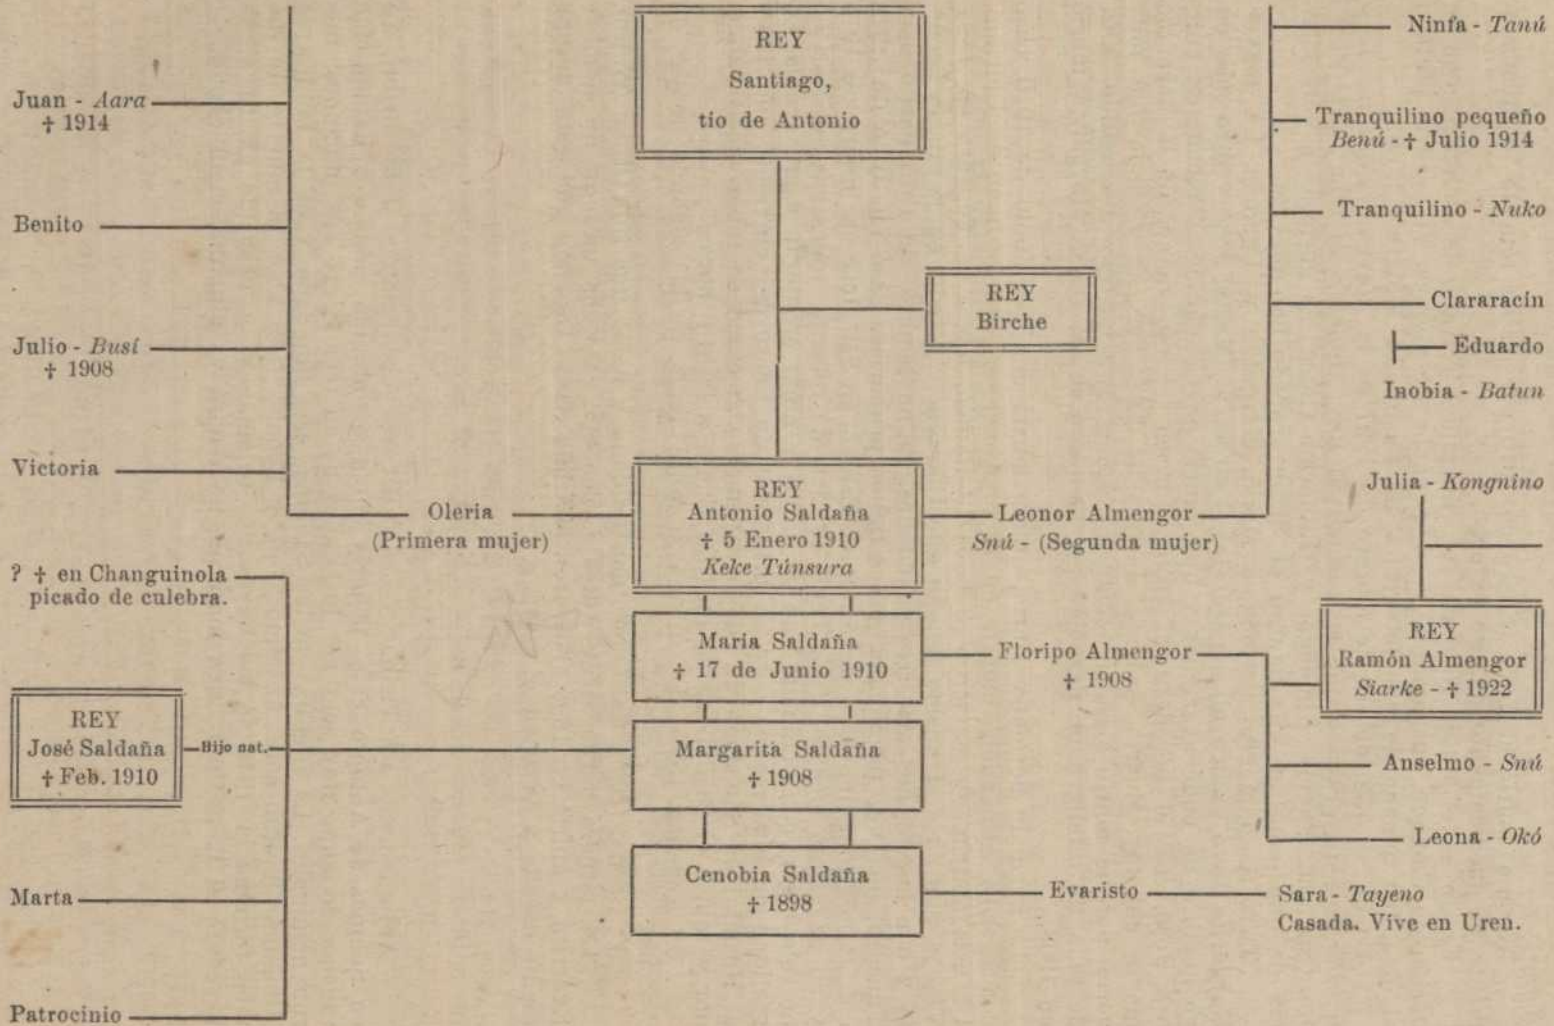 REY
Santiago,
tio de Antonio
Juan - Aara
† 1914
Benito
Julio - Busí
† 1908
Victoria
Oleria
(Primera mujer)
? † en Changuinola
picado de culebra.
REY
José Saldaña
† Feb. 1910
Hijo nat.
Marta
Patrocinio
REY
Birche
REY
Antonio Saldaña
† 5 Enero 1910
Keke Túnsura
Maria Saldaña
† 17 de Junio 1910
Margarita Saldaña
† 1908
Cenobia Saldaña
† 1898
Leonor Almengor
Snú - (Segunda mujer)
Floripo Almengor
† 1908
Evaristo
Ninfa - Tanú
Tranquilino pequeño
Benú - † Julio 1914
Tranquilino - Nuko
Clararacin
Eduardo
Inobia - Batun
Julia - Kongnino
REY
Ramón Almengor
Siarke - † 1922
Anselmo - Snú
Leona - Okó
Sara - Tayeno
Casada. Vive en Uren.